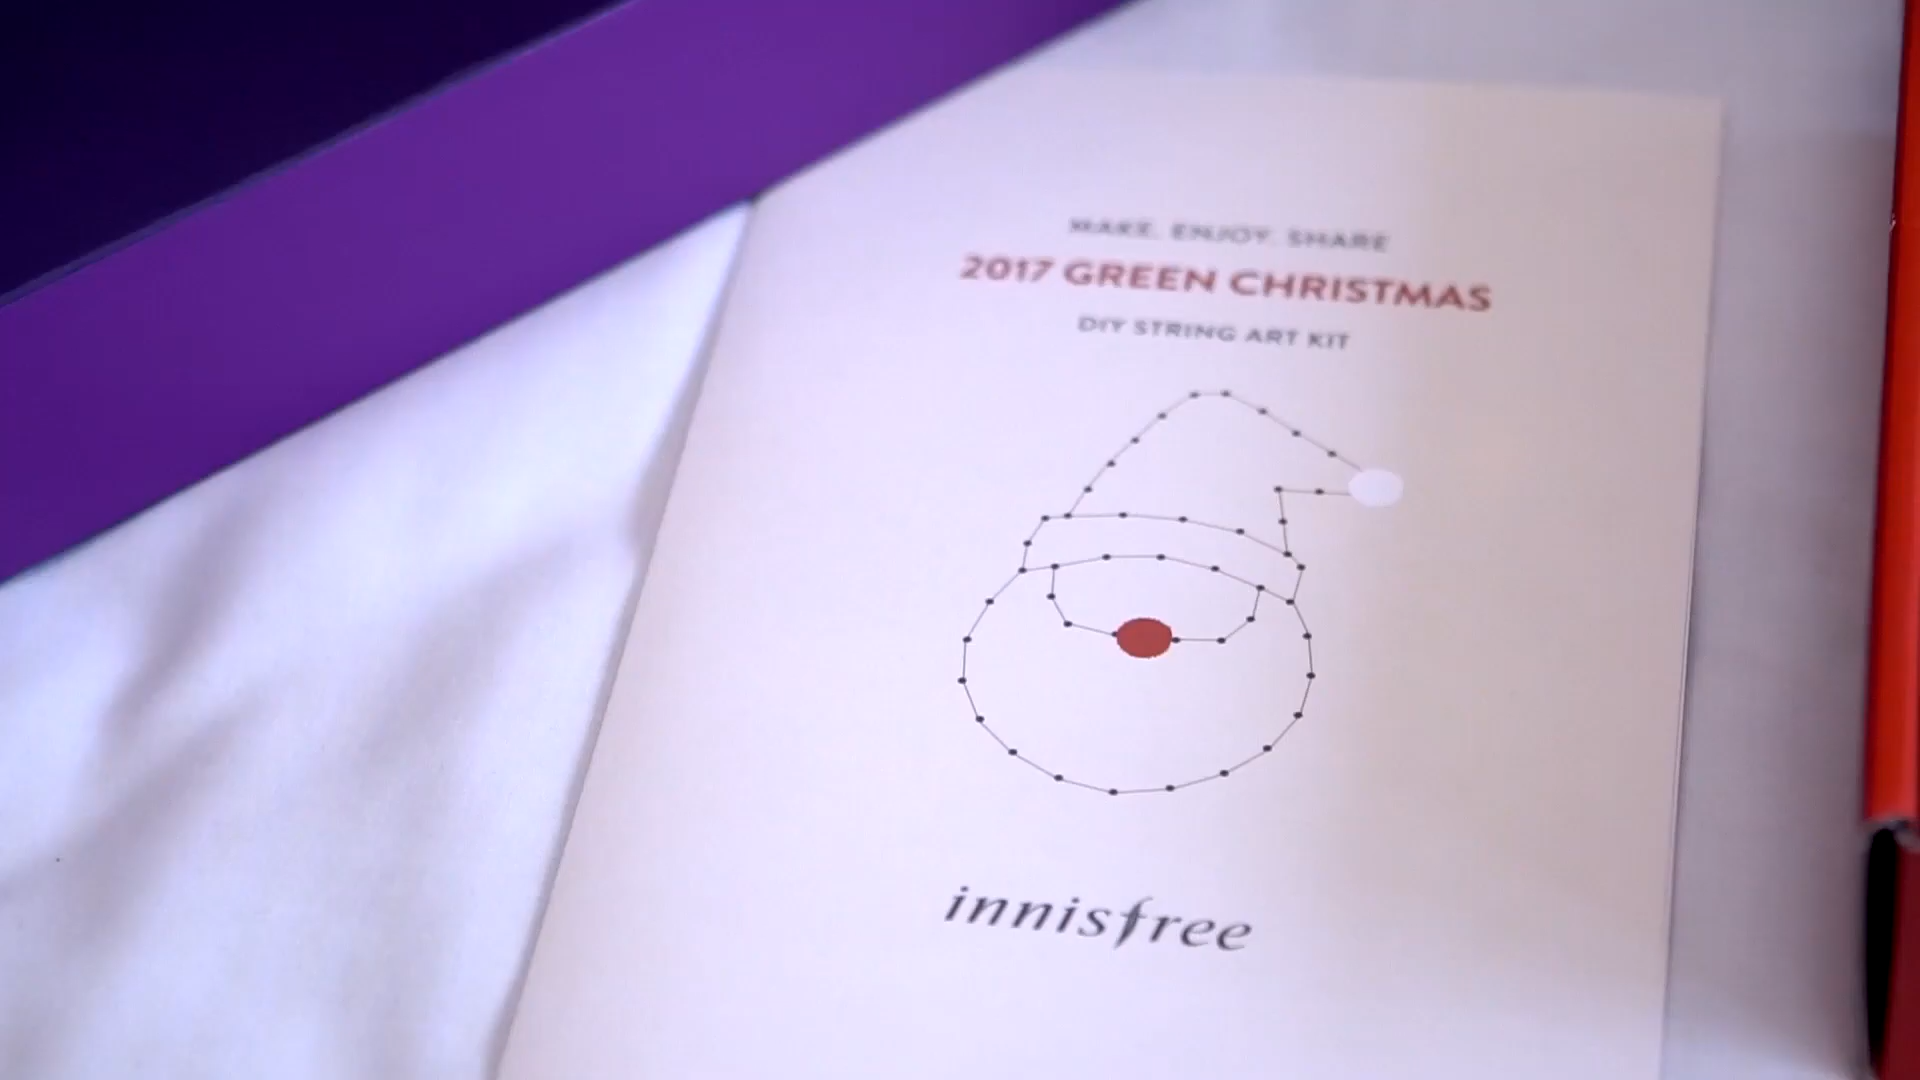 MAKE. ENJOY. SHARE
2017 GREEN CHRISTMAS
DIY STRING ART KIT
innisfree